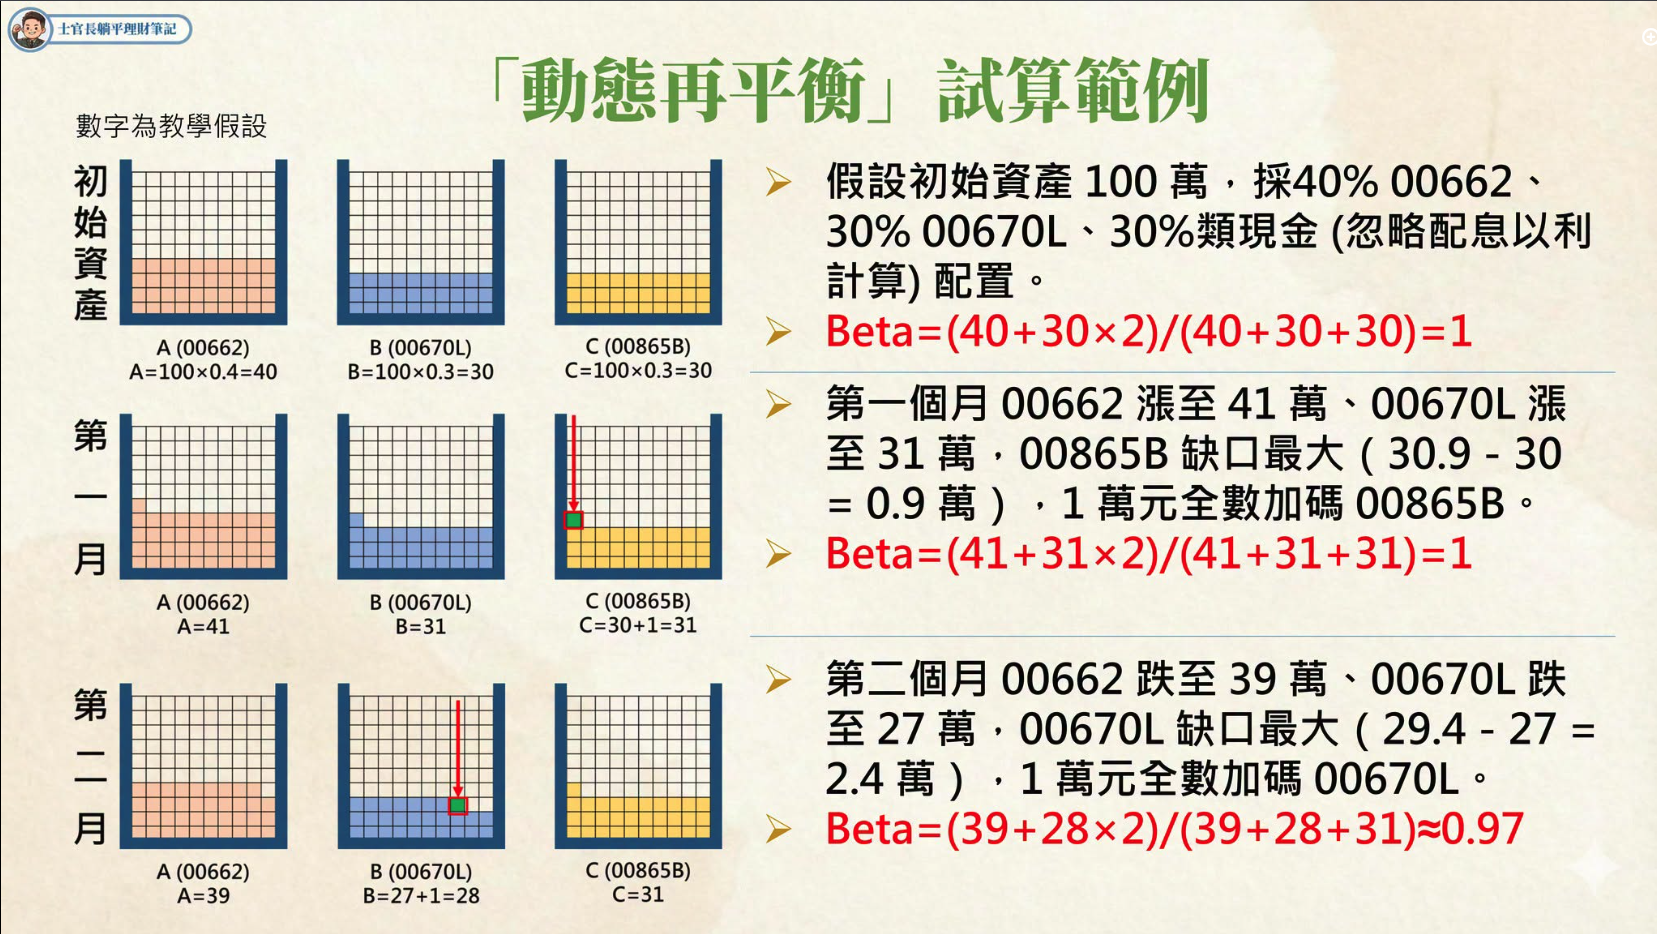 士官長躺平理財筆記
「動態再平衡」試算範例
數字為教學假設
初始資產
A (00662)
A=100×0.4=40
B (00670L)
B=100×0.3=30
C (00865B)
C=100×0.3=30
➢ 假設初始資產 100 萬，採40% 00662、
30% 00670L、30%類現金 (忽略配息以利
計算) 配置。
➢ Beta=(40+30×2)/(40+30+30)=1
第一月
A (00662)
A=41
B (00670L)
B=31
C (00865B)
C=30+1=31
➢ 第一個月 00662 漲至 41 萬、00670L 漲
至 31 萬，00865B 缺口最大（ 30.9 - 30
= 0.9 萬 ），1 萬元全數加碼 00865B。
➢ Beta=(41+31×2)/(41+31+31)=1
第二月
A (00662)
A=39
B (00670L)
B=27+1=28
C (00865B)
C=31
➢ 第二個月 00662 跌至 39 萬、00670L 跌
至 27 萬，00670L 缺口最大（ 29.4 - 27 =
2.4 萬 ），1 萬元全數加碼 00670L。
➢ Beta=(39+28×2)/(39+28+31)≈0.97